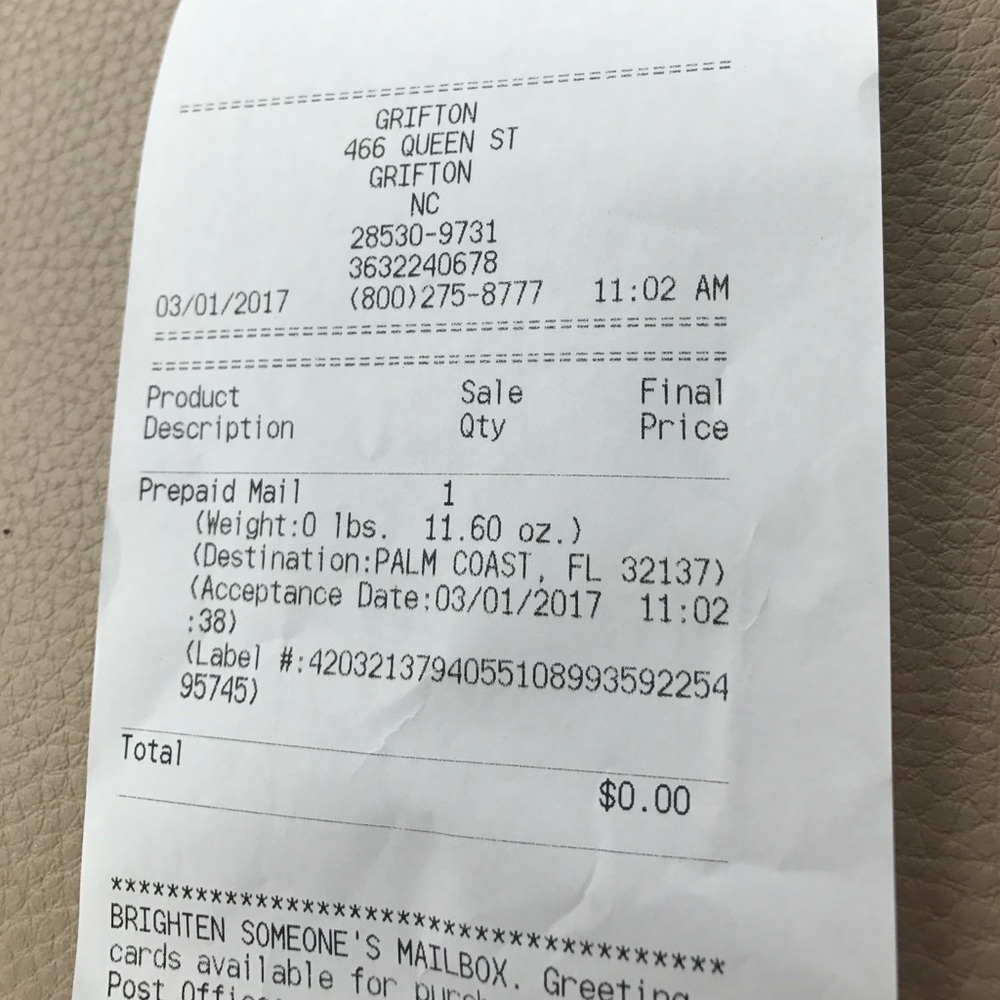 =====================================
GRIFTON
466 QUEEN ST
GRIFTON
NC
28530-9731
3632240678
03/01/2017 (800)275-8777 11:02 AM
=====================================
=====================================
Product Sale Final
Description Qty Price
Prepaid Mail 1
(Weight:0 lbs. 11.60 oz.)
(Destination:PALM COAST, FL 32137)
(Acceptance Date:03/01/2017 11:02
:38)
(Label #:42032137940551089935922 54
95745)
Total
$0.00
****************************************
BRIGHTEN SOMEONE'S MAILBOX. Greeting
cards available for
Post